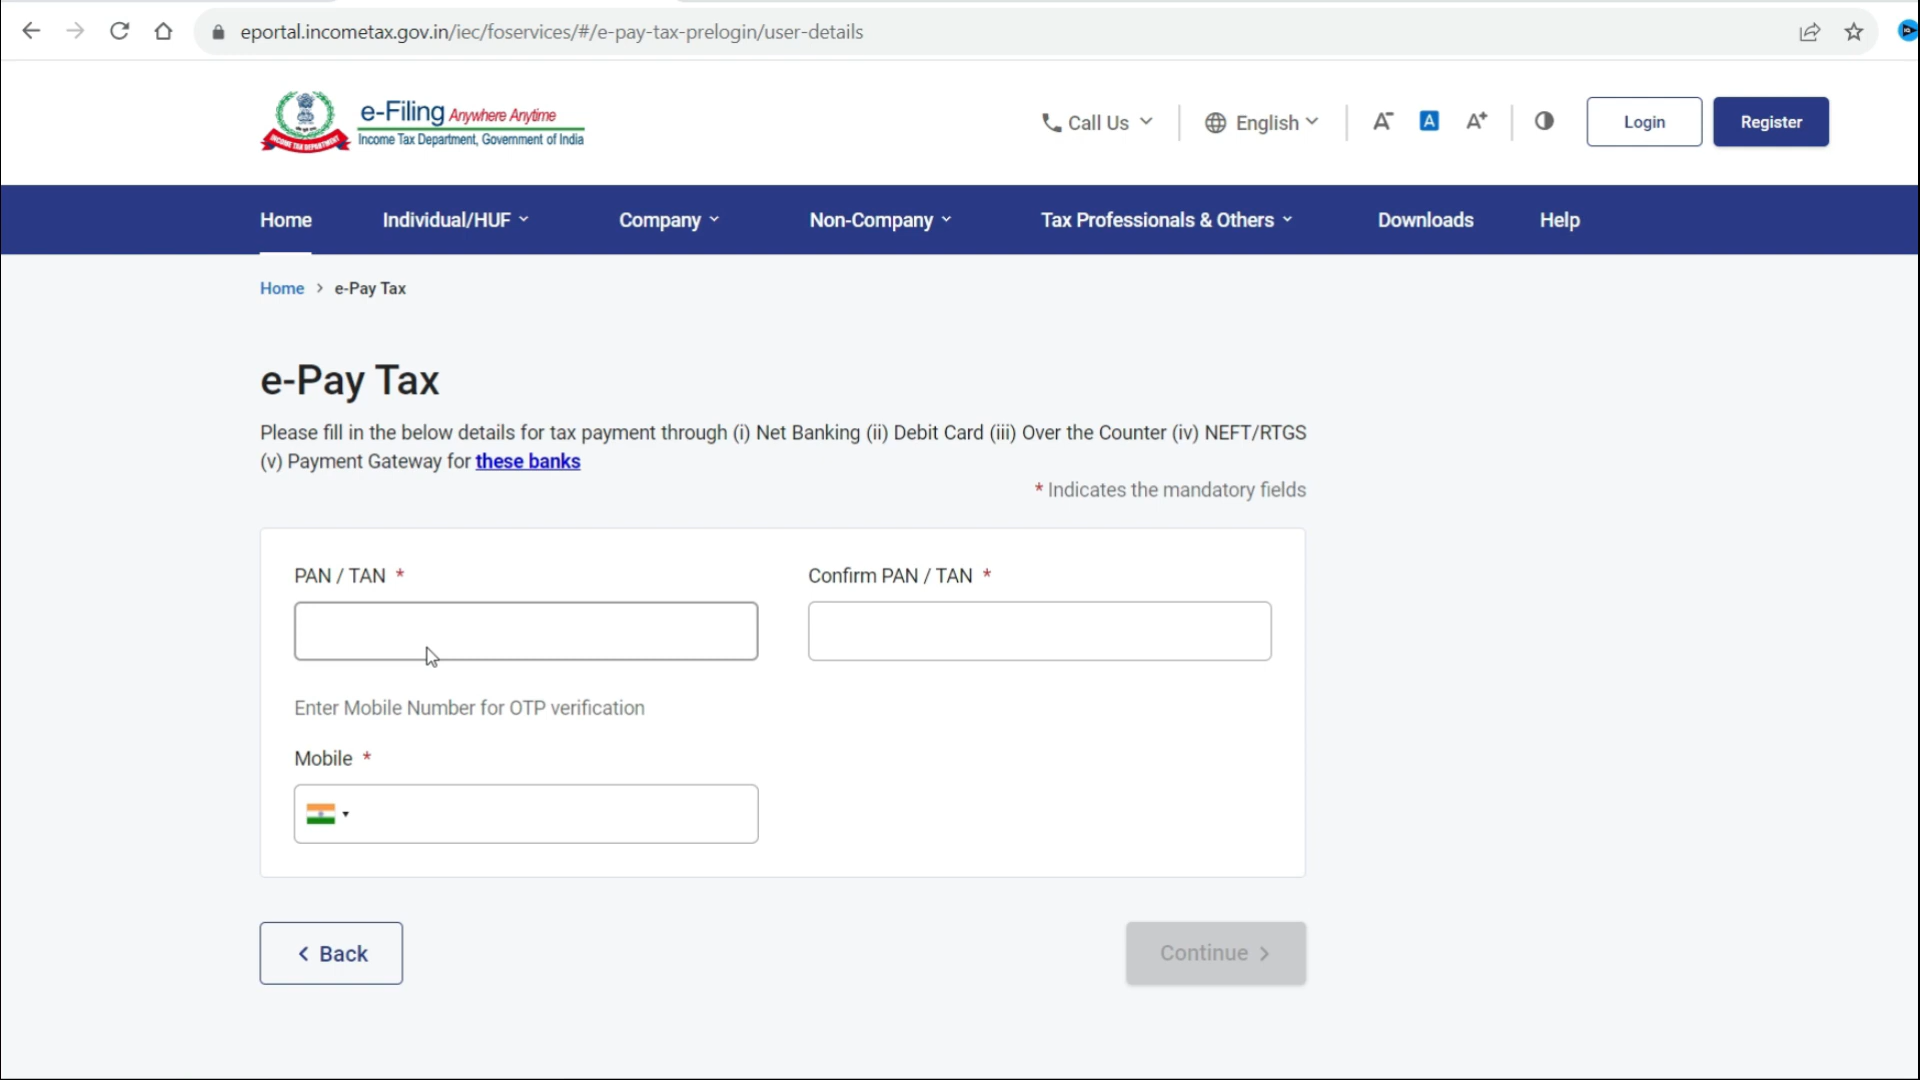 eportal.incometax.gov.in/iec/foservices/#/e-pay-tax-prelogin/user-details
e-Filing Anywhere Anytime
Income Tax Department, Government of India
INCOME TAX DEPARTMENT
Call Us
English
A-
A
A+
Login
Register
Home
Individual/HUF
Company
Non-Company
Tax Professionals & Others
Downloads
Help
Home > e-Pay Tax
e-Pay Tax
Please fill in the below details for tax payment through (i) Net Banking (ii) Debit Card (iii) Over the Counter (iv) NEFT/RTGS
(v) Payment Gateway for these banks
* Indicates the mandatory fields
PAN / TAN *
Confirm PAN / TAN *
Enter Mobile Number for OTP verification
Mobile *
< Back
Continue >